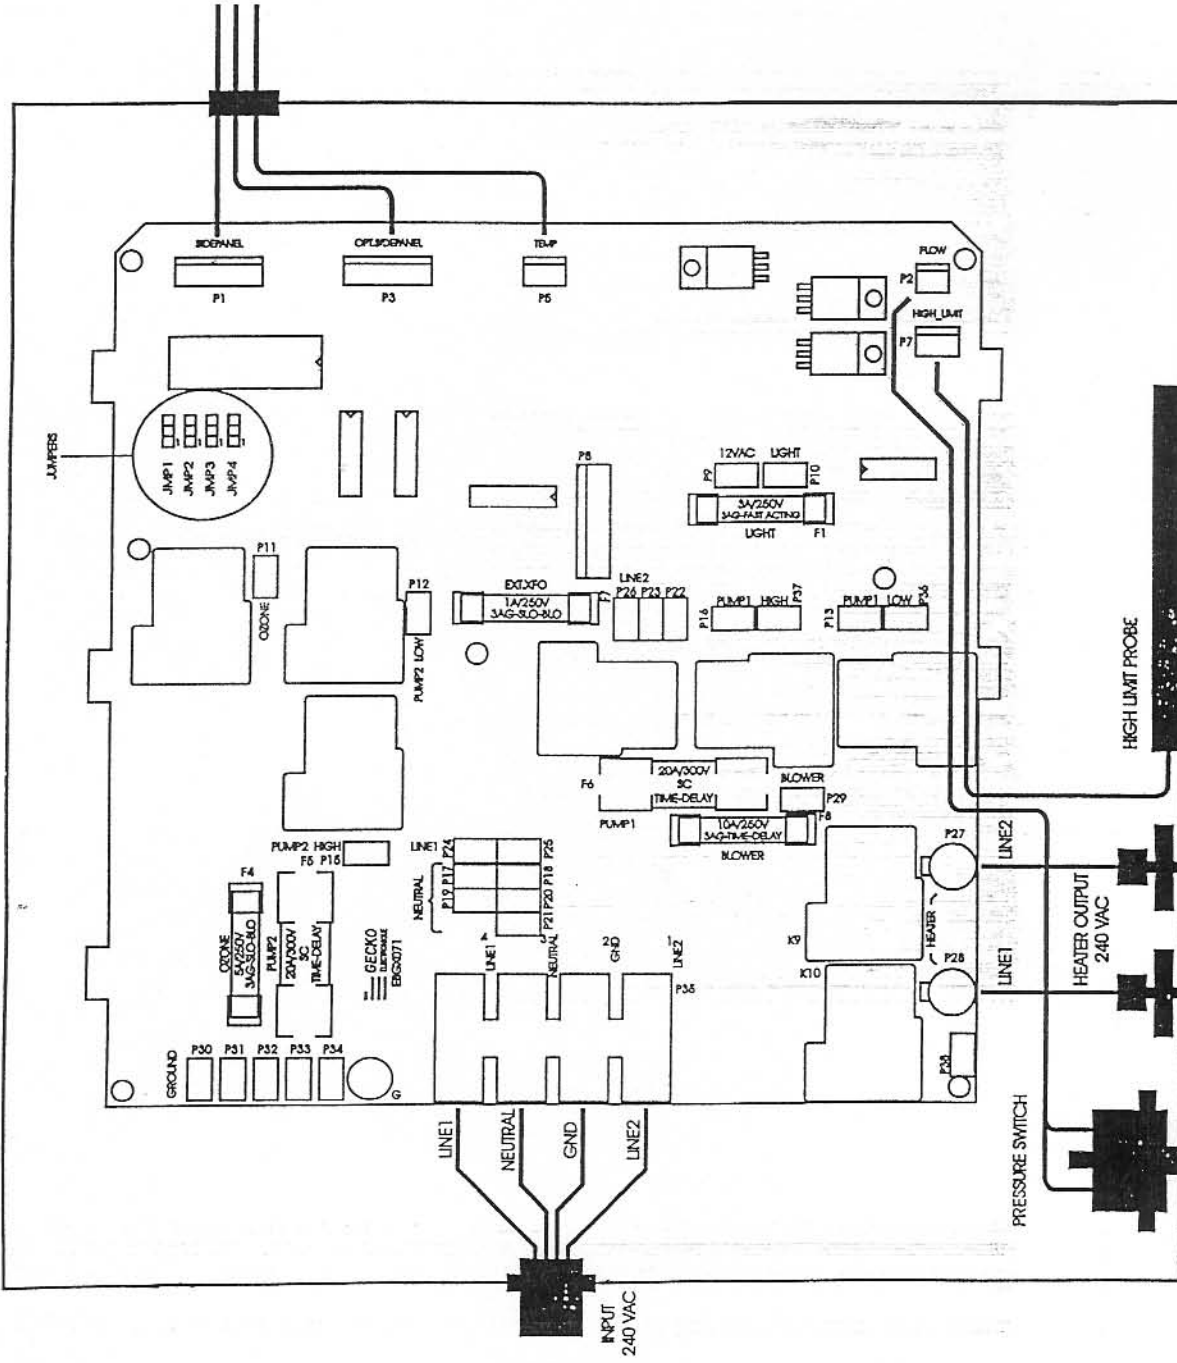 SIDEPANEL
P1
OPT.SIDEPANEL
P3
TEMP
P5
FLOW
P2
HIGH_LIMIT
P7
JUMPERS
JMP1
JMP2
JMP3
JMP4
1
1
1
1
P8
12VAC
LIGHT
P9
P10
3A/250V
3AG-FAST ACTING
LIGHT
F1
P11
OZONE
P12
PUMP2 LOW
EXT.XFO
1A/250V
3AG-SLO-BLO
F7
LINE2
P26
P23
P22
PUMP1 HIGH
P16
P37
PUMP1 LOW
P13
P36
HIGH LIMIT PROBE
F6
20A/300V
SC
TIME-DELAY
PUMP1
BLOWER
P29
F8
10A/250V
3AG-TIME-DELAY
BLOWER
PUMP2 HIGH
F5 P15
F4
OZONE
5A/250V
3AG-SLO-BLO
PUMP2
20A/300V
SC
TIME-DELAY
GECKO
ELECTRONIQUE
LINE1
P24
P25
NEUTRAL
P17
P18
P19
P20
P21
4
LINE1
3
NEUTRAL
2
GND
1
LINE2
P35
K9
K10
HEATER
P27
P28
LINE2
LINE1
HEATER OUTPUT
240 VAC
P38
GROUND
P30
P31
P32
P33
P34
G
LINE1
NEUTRAL
GND
LINE2
PRESSURE SWITCH
INPUT
240 VAC